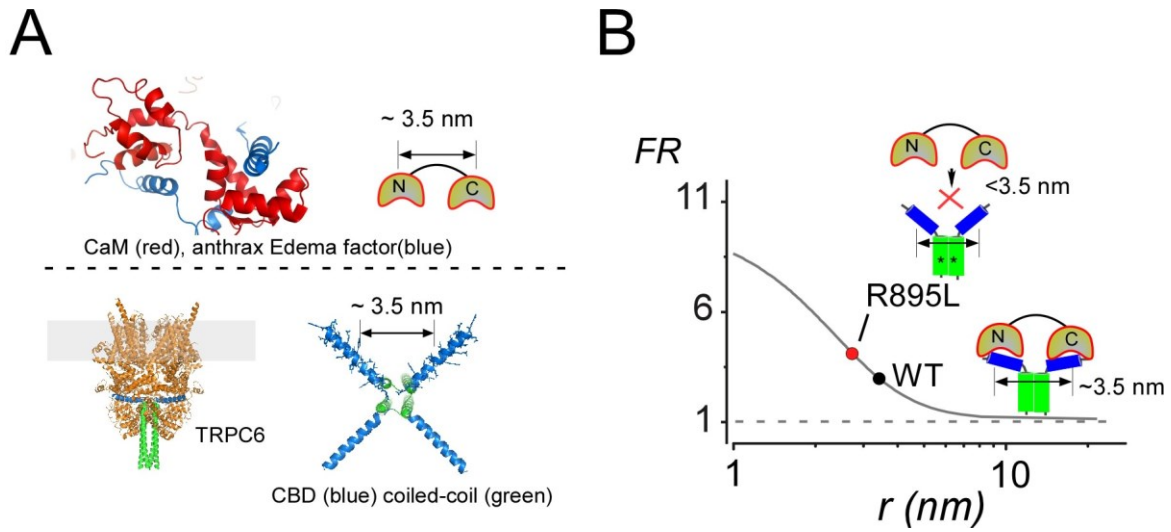 A
~ 3.5 nm
N
C
CaM (red), anthrax Edema factor(blue)
~ 3.5 nm
TRPC6
CBD (blue) coiled-coil (green)
B
FR
11
6
1
N
C
<3.5 nm
* *
R895L
WT
N
C
~3.5 nm
1
10
r (nm)